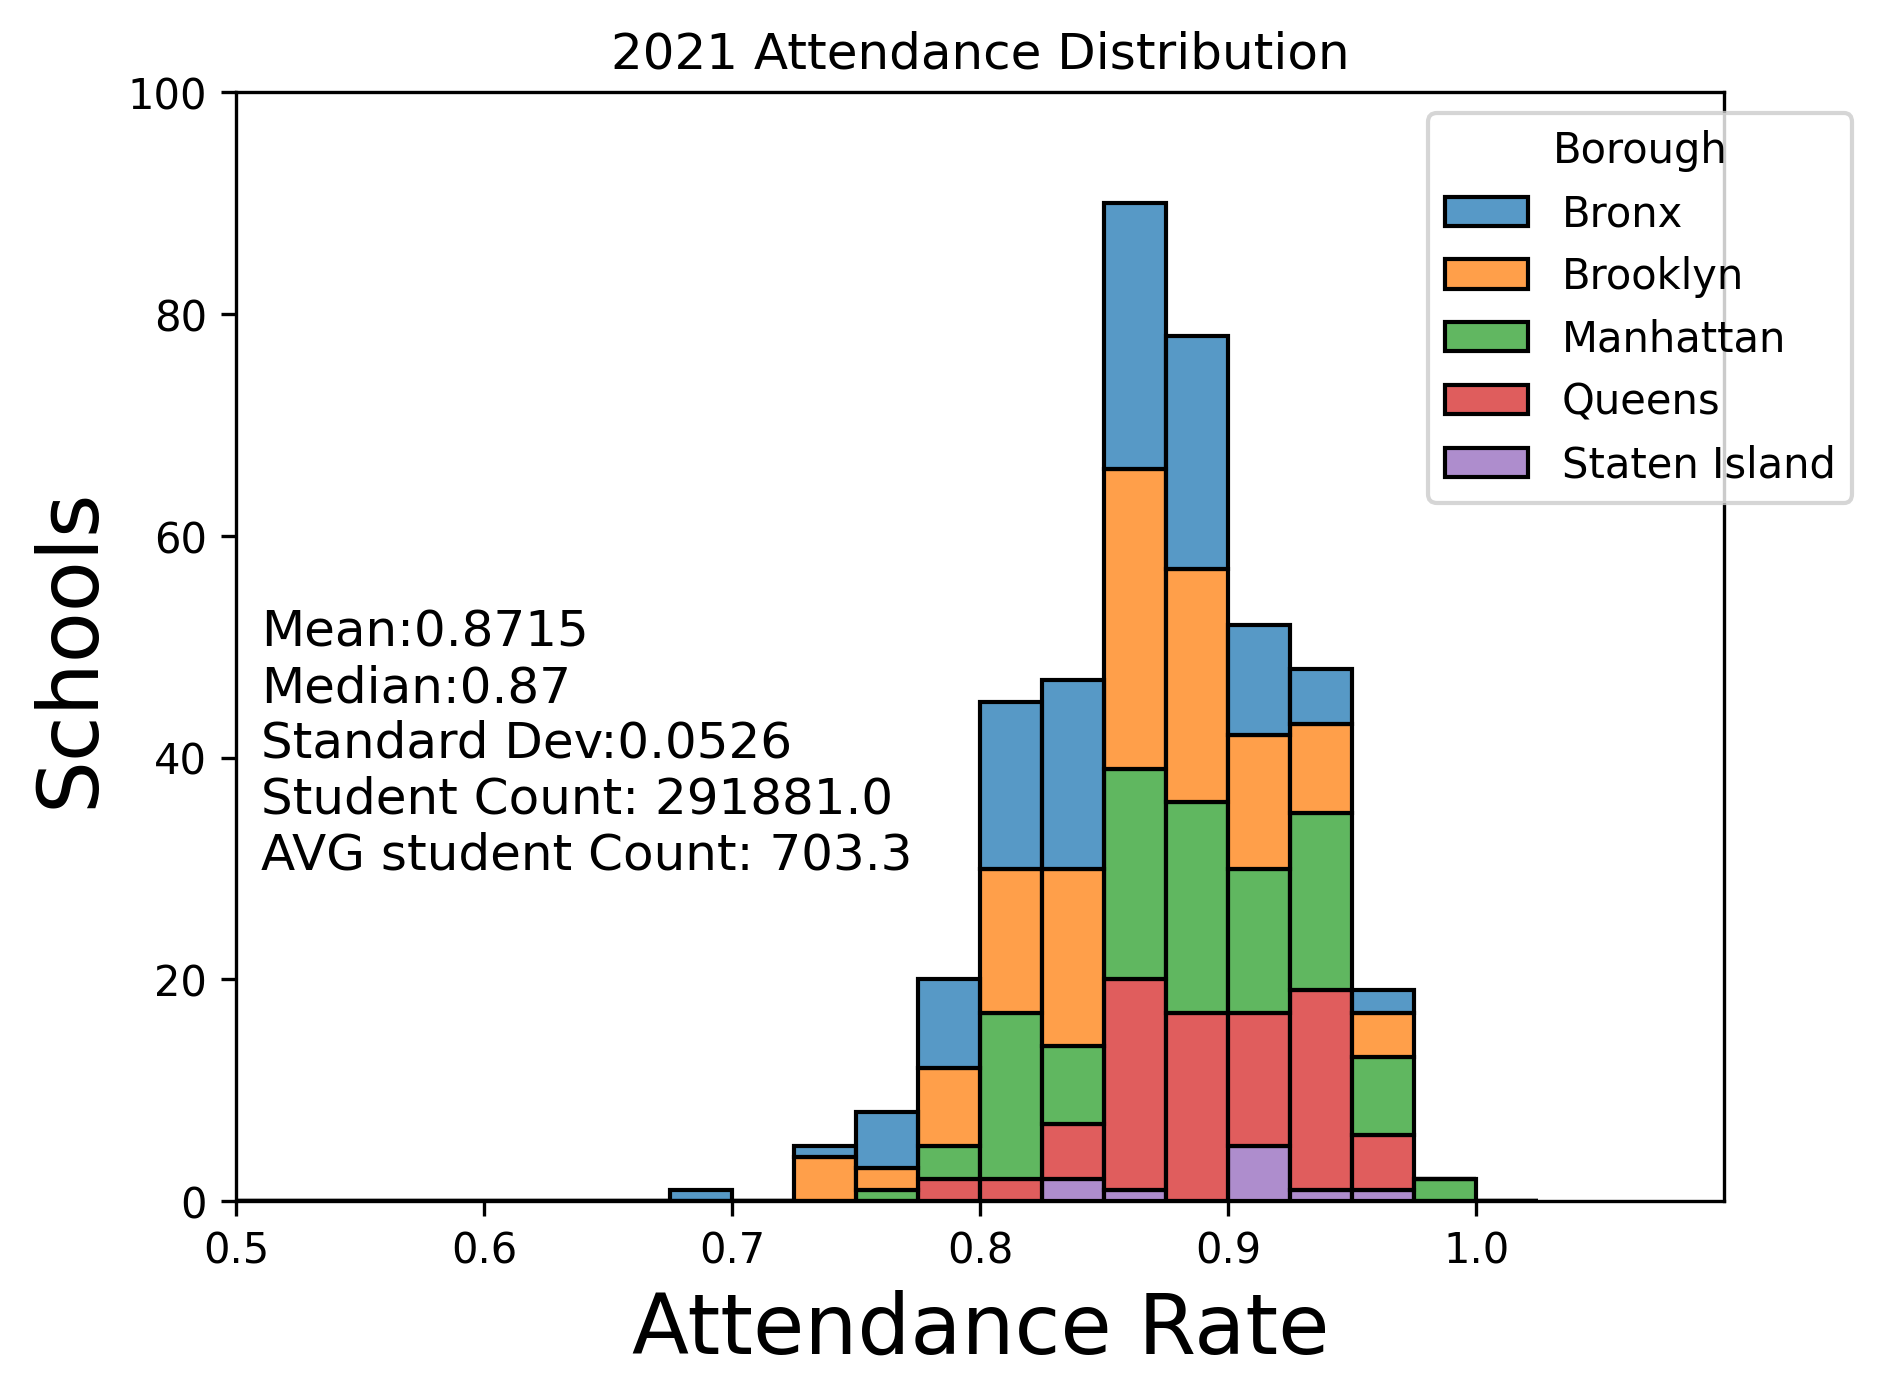 2021 Attendance Distribution
100
80
60
40
20
0
Schools
Mean:0.8715
Median:0.87
Standard Dev:0.0526
Student Count: 291881.0
AVG student Count: 703.3
Borough
Bronx
Brooklyn
Manhattan
Queens
Staten Island
0.5 0.6 0.7 0.8 0.9 1.0
Attendance Rate